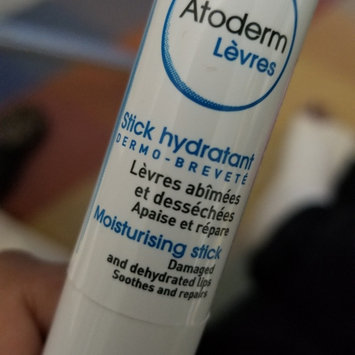 Atoderm
Lèvres
Stick hydratant
DERMO-BREVETÉ
Lèvres abîmées
et desséchées
Apaise et répare
Moisturising stick
Damaged
and dehydrated lips
Soothes and repairs